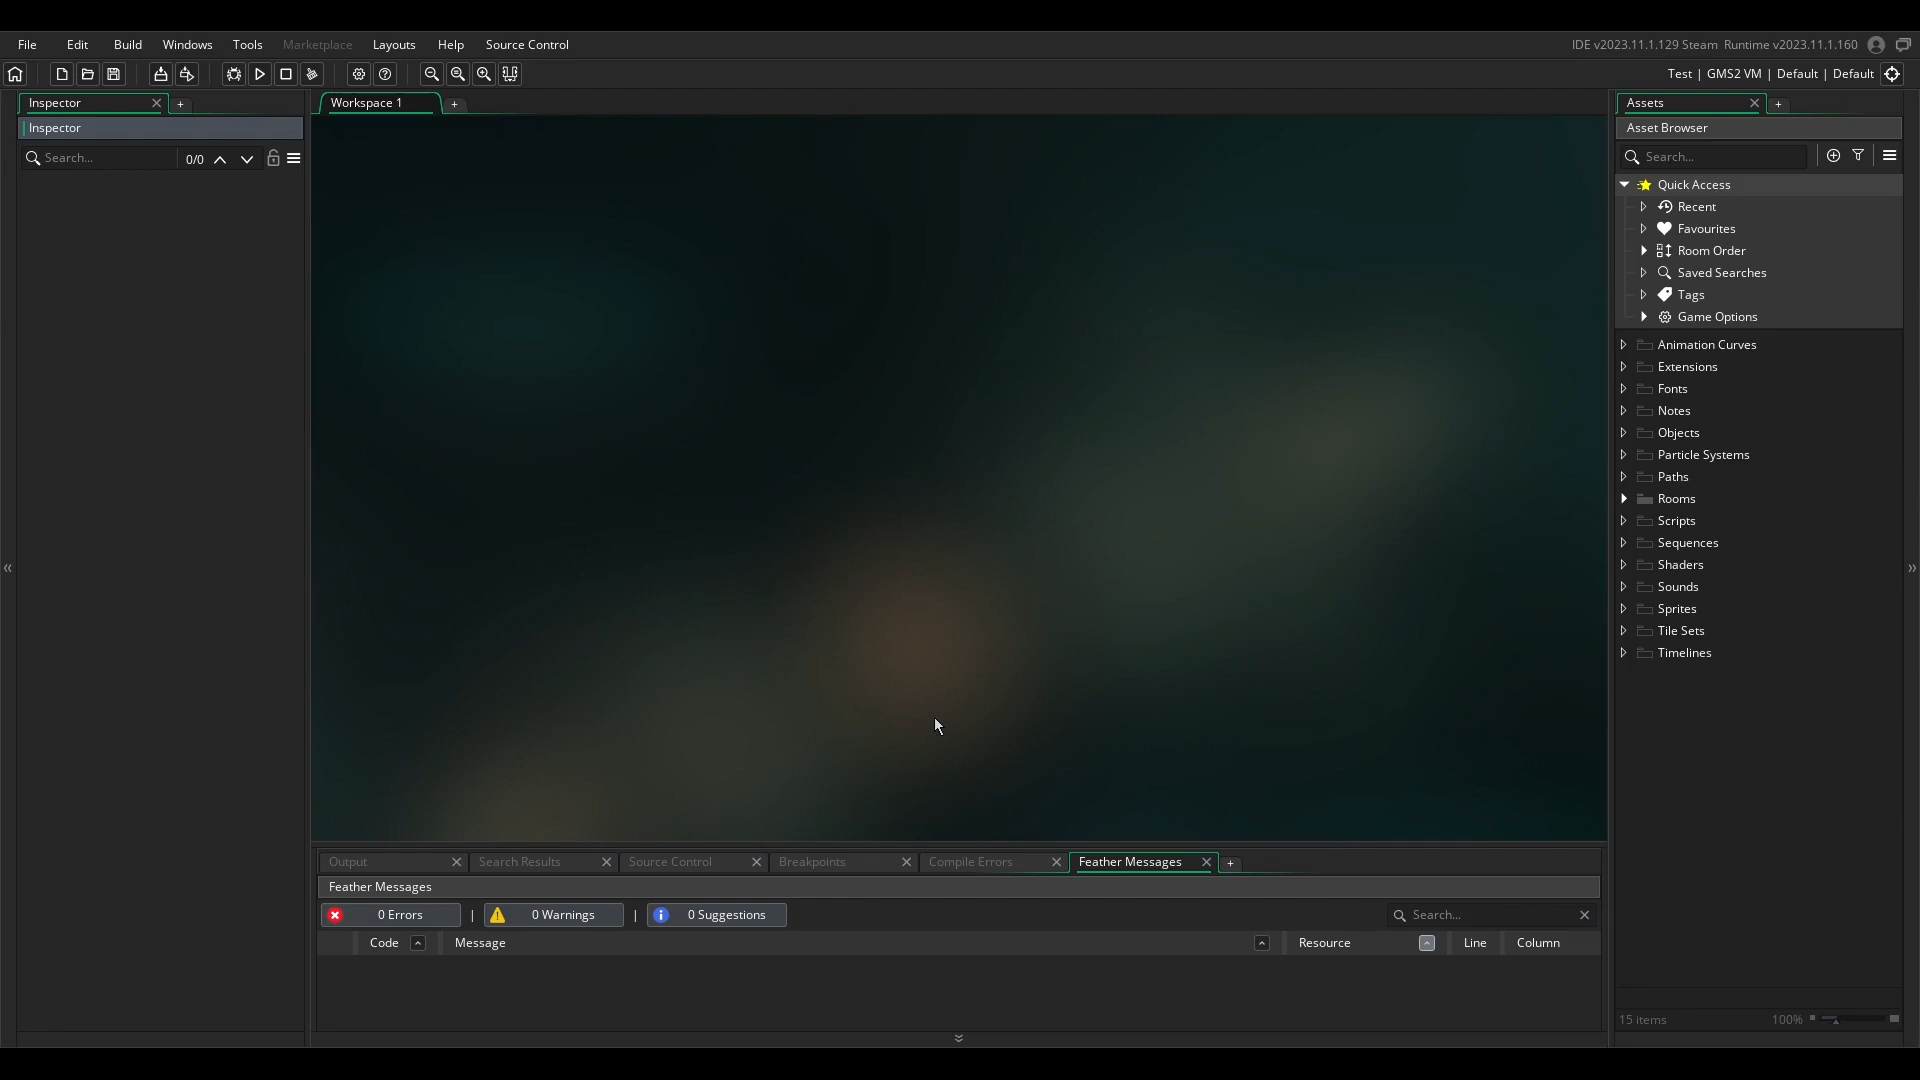 File Edit Build Windows Tools Marketplace Layouts Help Source Control
IDE v2023.11.1.129 Steam Runtime v2023.11.1.160
Test | GMS2 VM | Default | Default
Inspector
Inspector
Search...
0/0
Workspace 1
Assets
Asset Browser
Search...
Quick Access
Recent
Favourites
Room Order
Saved Searches
Tags
Game Options
Animation Curves
Extensions
Fonts
Notes
Objects
Particle Systems
Paths
Rooms
Scripts
Sequences
Shaders
Sounds
Sprites
Tile Sets
Timelines
15 items
100%
Output Search Results Source Control Breakpoints Compile Errors Feather Messages
Feather Messages
0 Errors | 0 Warnings | 0 Suggestions
Search...
Code Message Resource Line Column